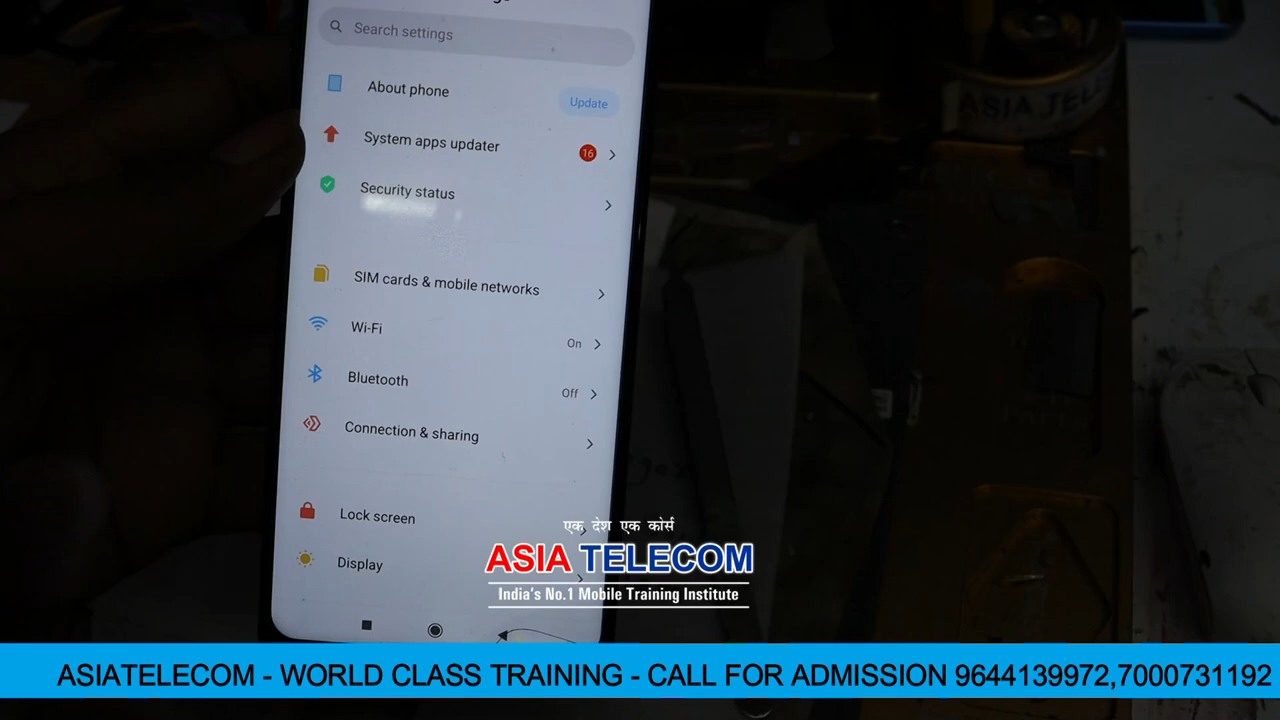 Search settings
About phone
Update
System apps updater
16
Security status
SIM cards & mobile networks
Wi-Fi
On
Bluetooth
Off
Connection & sharing
Lock screen
Display
ASIA TELE
एक देश एक कोर्स
ASIA TELECOM
India's No.1 Mobile Training Institute
ASIATELECOM - WORLD CLASS TRAINING - CALL FOR ADMISSION 9644139972,7000731192